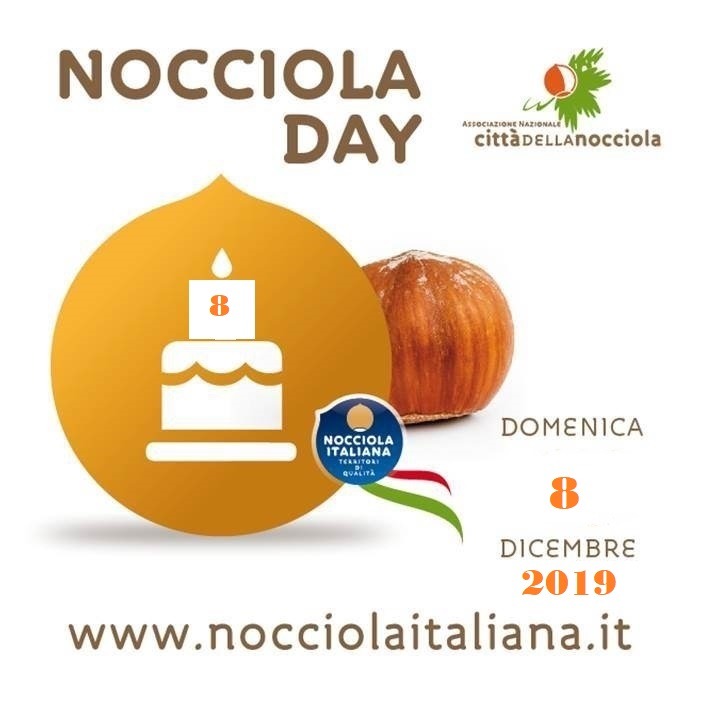 NOCCIOLA
DAY
ASSOCIAZIONE NAZIONALE
cittàDELLAnocciola
8
NOCCIOLA
ITALIANA
TERRITORI
DI
QUALITÀ
DOMENICA
8
DICEMBRE
2019
www.nocciolaitaliana.it